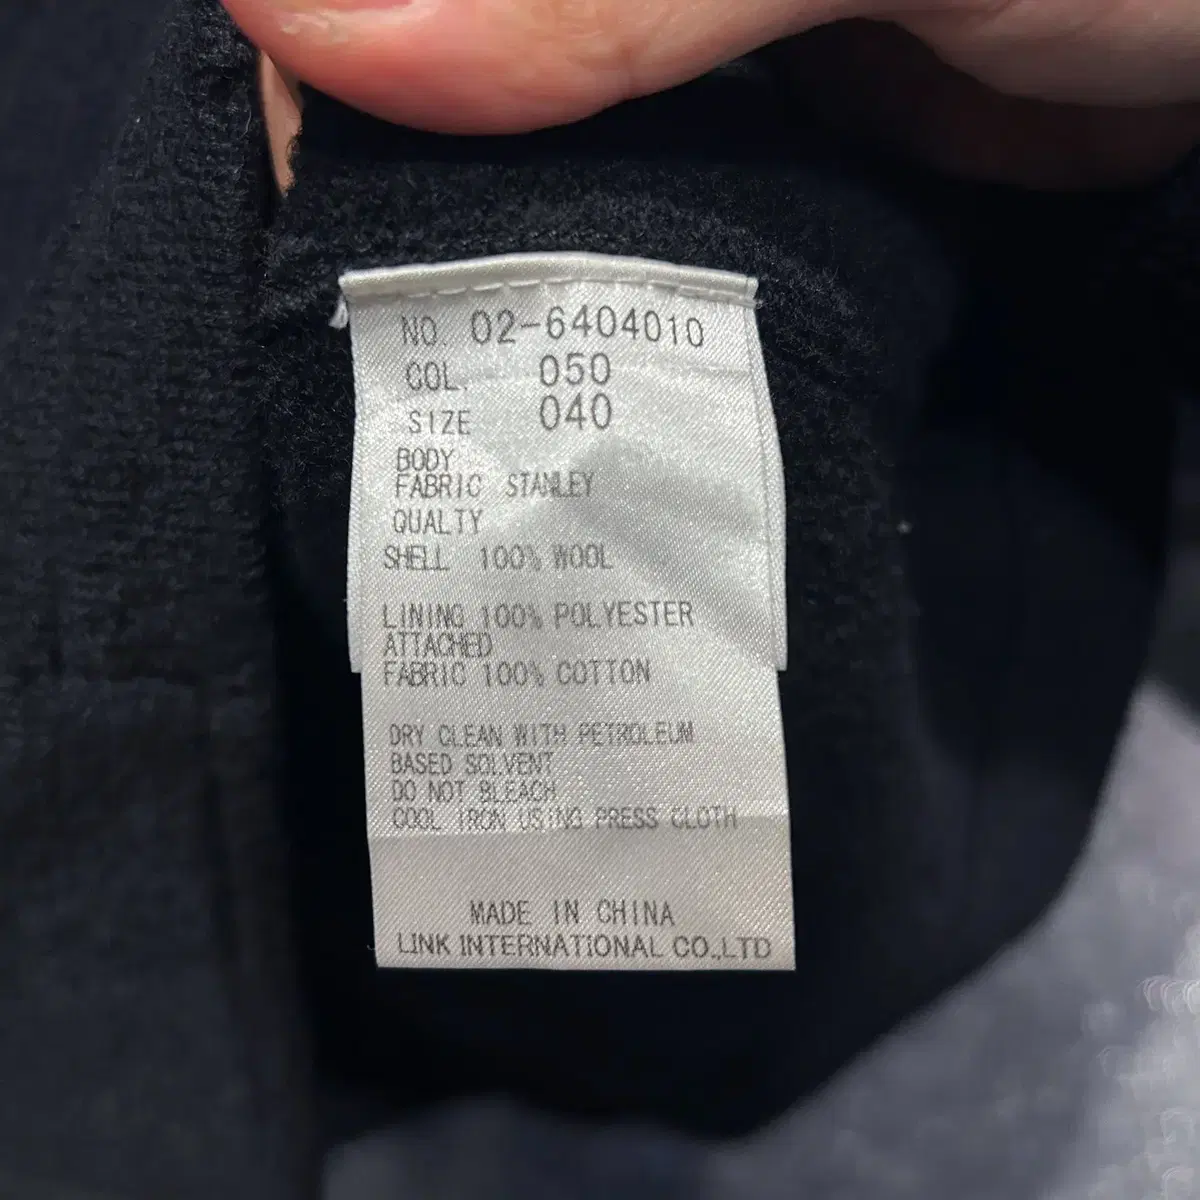 NO. 02-6404010
COL. 050
SIZE 040
BODY
FABRIC STANLEY
QUALTY
SHELL 100% WOOL
LINING 100% POLYESTER
ATTACHED
FABRIC 100% COTTON
DRY CLEAN WITH PETROLEUM
BASED SOLVENT
DO NOT BLEACH
COOL IRON USING PRESS CLOTH
MADE IN CHINA
LINK INTERNATIONAL CO.,LTD